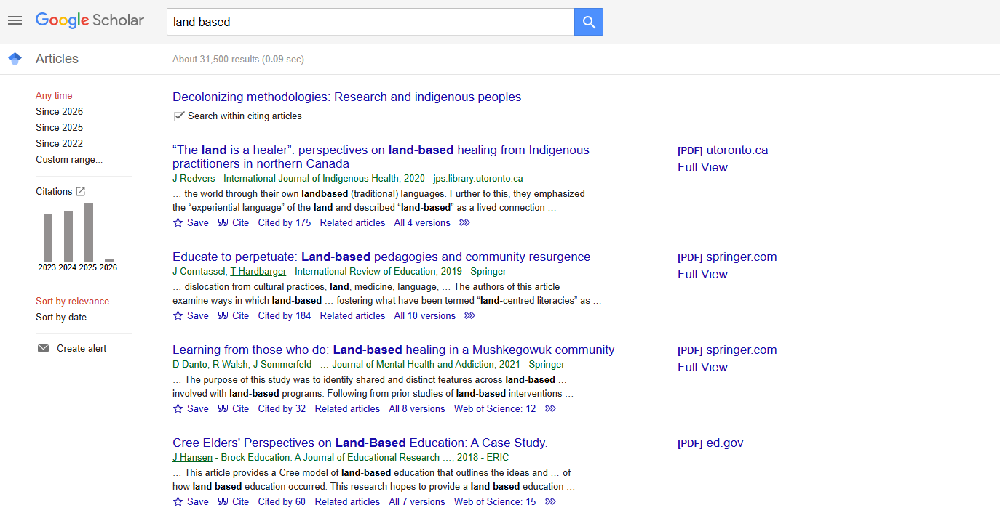 Google Scholar
land based
Articles
About 31,500 results (0.09 sec)
Any time
Since 2026
Since 2025
Since 2022
Custom range...
Citations
2023 2024 2025 2026
Sort by relevance
Sort by date
Create alert
Decolonizing methodologies: Research and indigenous peoples
Search within citing articles
“The land is a healer”: perspectives on land-based healing from Indigenous
practitioners in northern Canada
J Redvers - International Journal of Indigenous Health, 2020 - jps.library.utoronto.ca
… the world through their own landbased (traditional) languages. Further to this, they emphasized
the “experiential language” of the land and described “land-based” as a lived connection …
Save Cite Cited by 175 Related articles All 4 versions
[PDF] utoronto.ca
Full View
Educate to perpetuate: Land-based pedagogies and community resurgence
J Corntassel, T Hardbarger - International Review of Education, 2019 - Springer
… dislocation from cultural practices, land, medicine, language, … The authors of this article
examine ways in which land-based … fostering what have been termed “land-centred literacies” as …
Save Cite Cited by 184 Related articles All 10 versions
[PDF] springer.com
Full View
Learning from those who do: Land-based healing in a Mushkegowuk community
D Danto, R Walsh, J Sommerfeld - … Journal of Mental Health and Addiction, 2021 - Springer
… The purpose of this study was to identify shared and distinct features across land-based …
involved with land-based programs. Following from prior studies of land-based interventions …
Save Cite Cited by 32 Related articles All 8 versions Web of Science: 12
[PDF] springer.com
Full View
Cree Elders' Perspectives on Land-Based Education: A Case Study.
J Hansen - Brock Education: A Journal of Educational Research …, 2018 - ERIC
… This article provides a Cree model of land-based education that outlines the ideas and … of
how land based education occurred. This research hopes to provide a land based education …
Save Cite Cited by 60 Related articles All 7 versions Web of Science: 15
[PDF] ed.gov